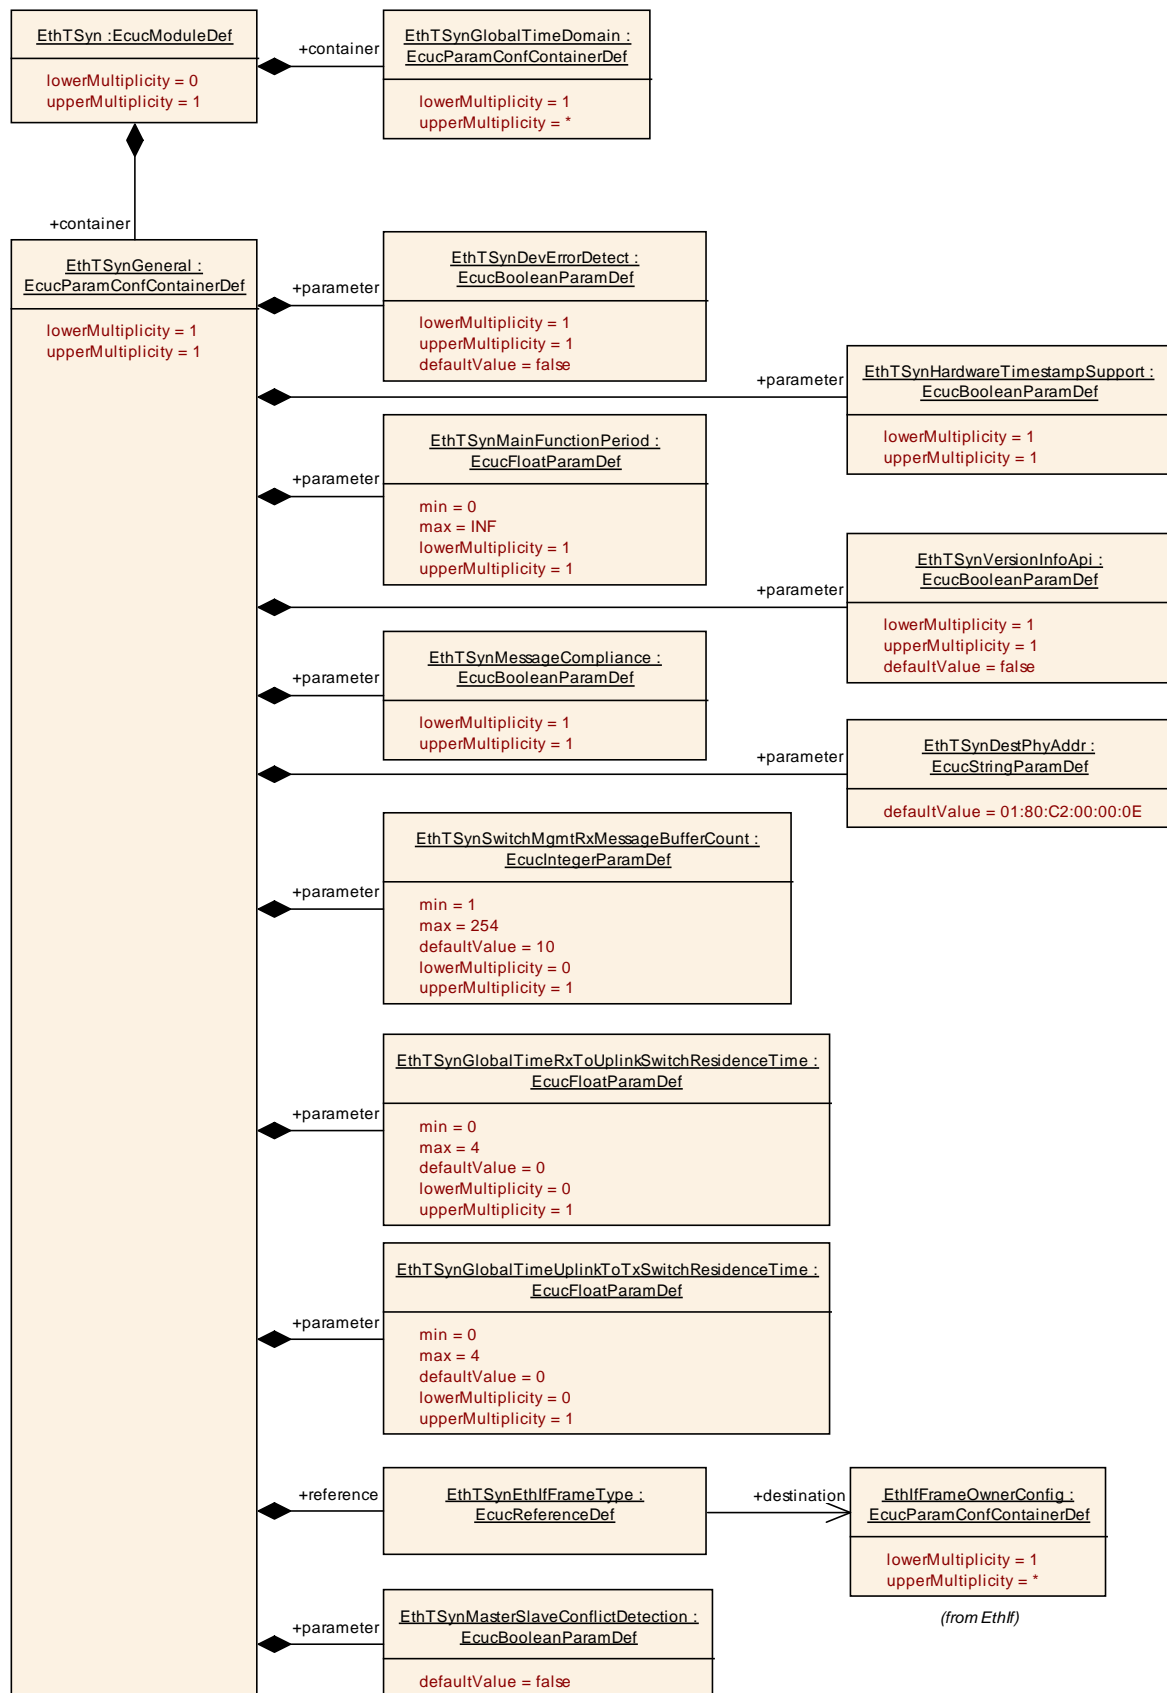 EthTSyn :EcucModuleDef
lowerMultiplicity = 0
upperMultiplicity = 1
+container
EthTSynGlobalTimeDomain :
EcucParamConfContainerDef
lowerMultiplicity = 1
upperMultiplicity = *
+container
EthTSynGeneral :
EcucParamConfContainerDef
lowerMultiplicity = 1
upperMultiplicity = 1
+parameter
EthTSynDevErrorDetect :
EcucBooleanParamDef
lowerMultiplicity = 1
upperMultiplicity = 1
defaultValue = false
+parameter
EthTSynHardwareTimestampSupport :
EcucBooleanParamDef
lowerMultiplicity = 1
upperMultiplicity = 1
+parameter
EthTSynMainFunctionPeriod :
EcucFloatParamDef
min = 0
max = INF
lowerMultiplicity = 1
upperMultiplicity = 1
+parameter
EthTSynVersionInfoApi :
EcucBooleanParamDef
lowerMultiplicity = 1
upperMultiplicity = 1
defaultValue = false
+parameter
EthTSynMessageCompliance :
EcucBooleanParamDef
lowerMultiplicity = 1
upperMultiplicity = 1
+parameter
EthTSynDestPhyAddr :
EcucStringParamDef
defaultValue = 01:80:C2:00:00:0E
+parameter
EthTSynSwitchMgmtRxMessageBufferCount :
EcucIntegerParamDef
min = 1
max = 254
defaultValue = 10
lowerMultiplicity = 0
upperMultiplicity = 1
+parameter
EthTSynGlobalTimeRxToUplinkSwitchResidenceTime :
EcucFloatParamDef
min = 0
max = 4
defaultValue = 0
lowerMultiplicity = 0
upperMultiplicity = 1
+parameter
EthTSynGlobalTimeUplinkToTxSwitchResidenceTime :
EcucFloatParamDef
min = 0
max = 4
defaultValue = 0
lowerMultiplicity = 0
upperMultiplicity = 1
+reference
EthTSynEthIfFrameType :
EcucReferenceDef
+destination
EthIfFrameOwnerConfig :
EcucParamConfContainerDef
lowerMultiplicity = 1
upperMultiplicity = *
(from EthIf)
+parameter
EthTSynMasterSlaveConflictDetection :
EcucBooleanParamDef
defaultValue = false